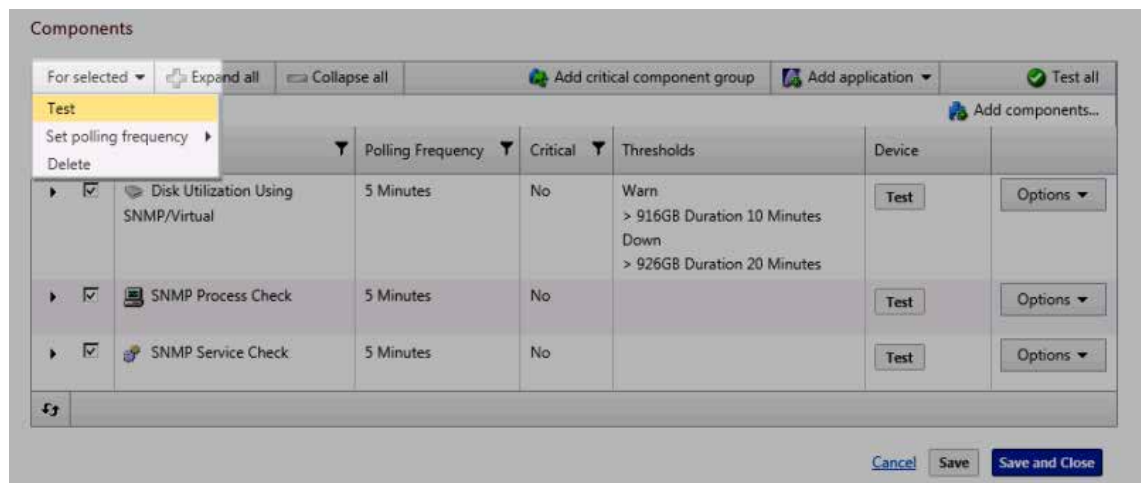 Components
For selected Expand all Collapse all Add critical component group Add application Test all
Test Add components...
Set polling frequency
Polling Frequency Critical Thresholds Device
Delete
Disk Utilization Using 5 Minutes No Warn Test Options
SNMP/Virtual > 916GB Duration 10 Minutes
Down
> 926GB Duration 20 Minutes
SNMP Process Check 5 Minutes No Test Options
SNMP Service Check 5 Minutes No Test Options
Cancel Save Save and Close